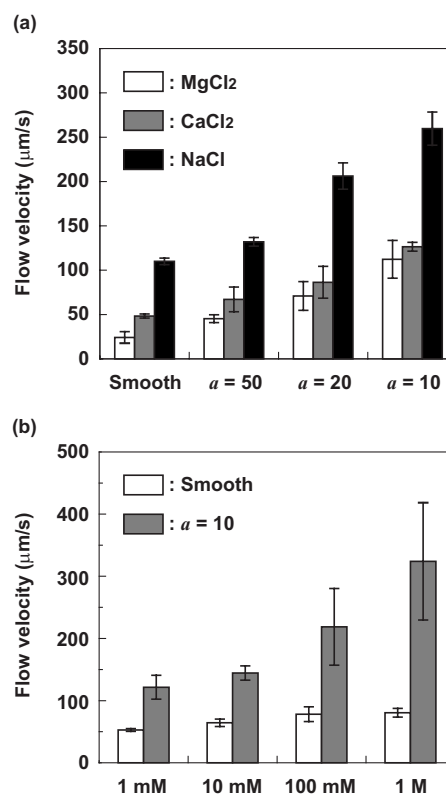 (a)
350
300
250
200
150
100
50
0
Flow velocity (μm/s)
: MgCl2
: CaCl2
: NaCl
Smooth a = 50 a = 20 a = 10
(b)
500
400
300
200
100
0
Flow velocity (μm/s)
: Smooth
: a = 10
1 mM 10 mM 100 mM 1 M